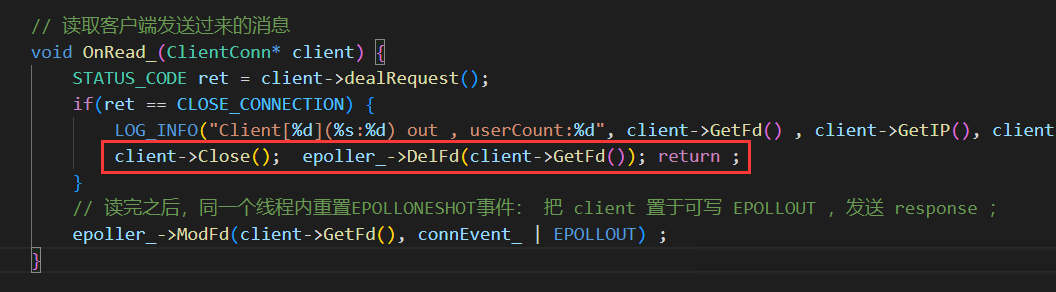 // 读取客户端发送过来的消息
void OnRead_(ClientConn* client) {
STATUS_CODE ret = client->dealRequest();
if(ret == CLOSE_CONNECTION) {
LOG_INFO("Client[%d](%s:%d) out , userCount:%d", client->GetFd() , client->GetIP(), client
client->Close();  epoller_->DelFd(client->GetFd()); return ;
}
// 读完之后, 同一个线程内重置EPOLLONESHOT事件: 把 client 置于可写 EPOLLOUT , 发送 response ;
epoller_->ModFd(client->GetFd(), connEvent_ | EPOLLOUT) ;
}